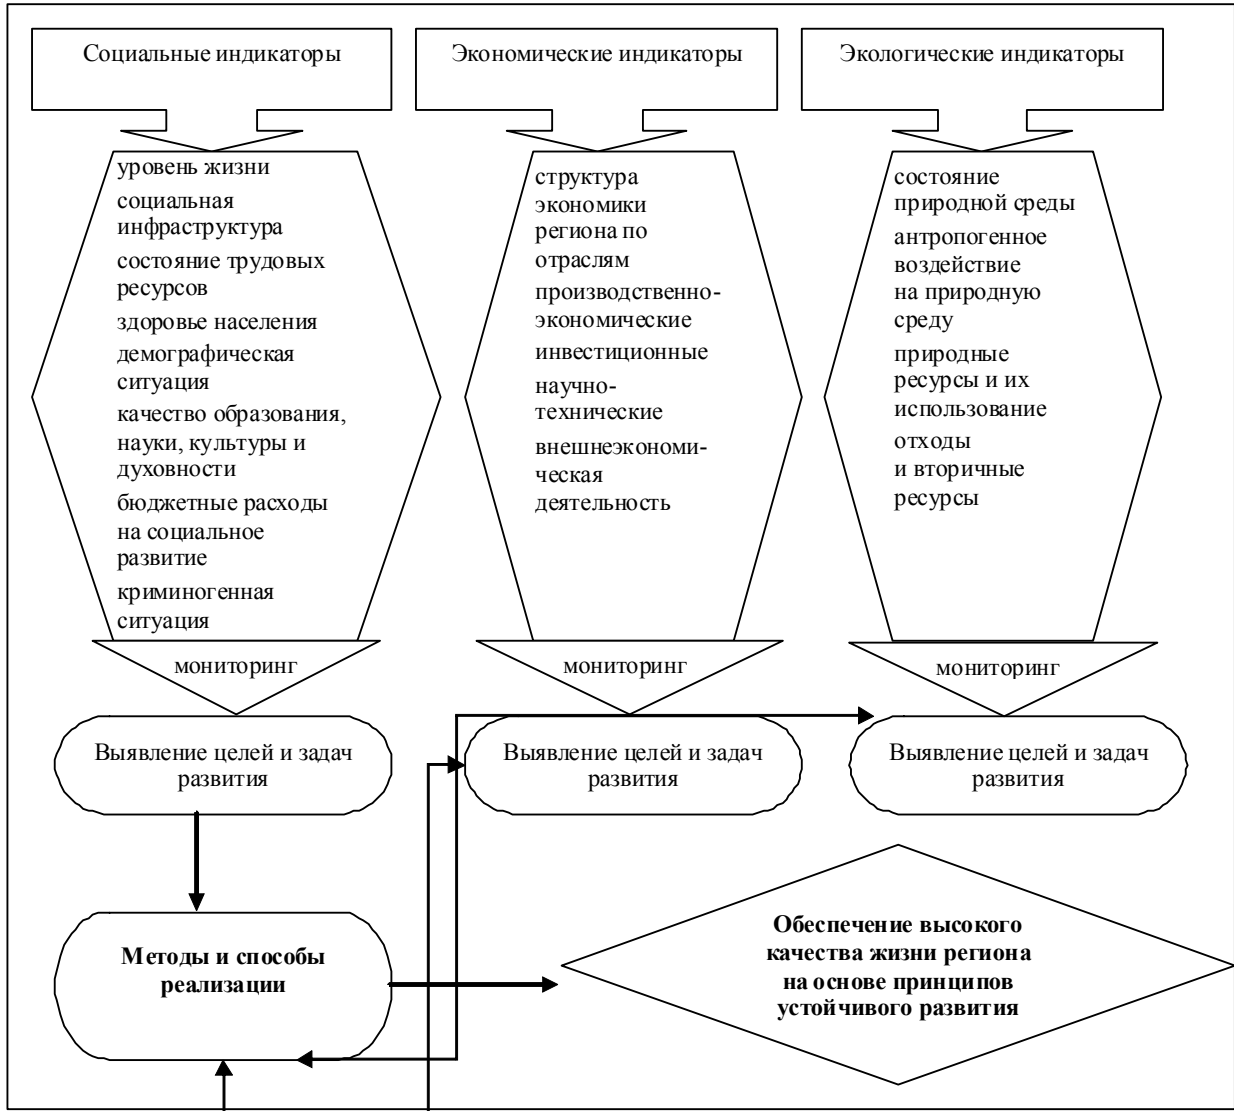 Социальные индикаторы
Экономические индикаторы
Экологические индикаторы
уровень жизни
социальная
инфраструктура
состояние трудовых
ресурсов
здоровье населения
демографическая
ситуация
качество образования,
науки, культуры и
духовности
бюджетные расходы
на социальное
развитие
криминогенная
ситуация
структура
экономики
региона по
отраслям
производственно-
экономические
инвестиционные
научно-
технические
внешнеэкономи-
ческая
деятельность
состояние
природной среды
антропогенное
воздействие
на природную
среду
природные
ресурсы и их
использование
отходы
и вторичные
ресурсы
мониторинг
мониторинг
мониторинг
Выявление целей и задач
развития
Выявление целей и задач
развития
Выявление целей и задач
развития
Методы и способы
реализации
Обеспечение высокого
качества жизни региона
на основе принципов
устойчивого развития